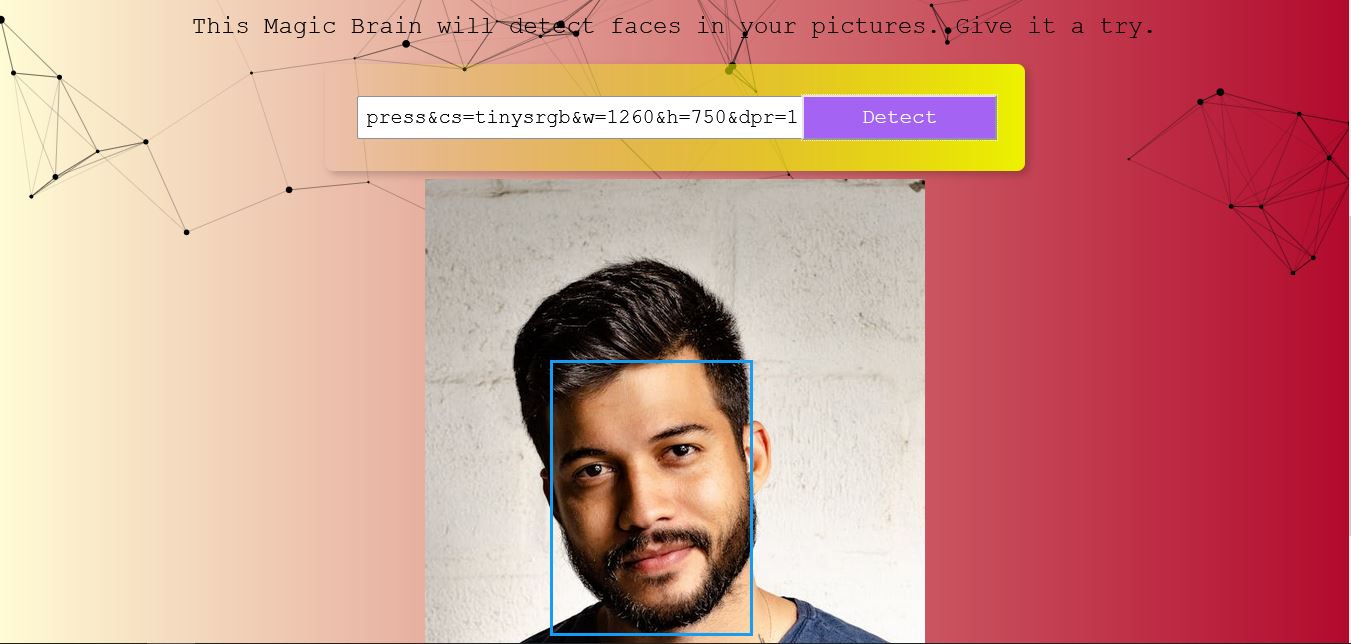 This Magic Brain will detect faces in your pictures. Give it a try.
press&cs=tinysrgb&w=1260&h=750&dpr=1
Detect